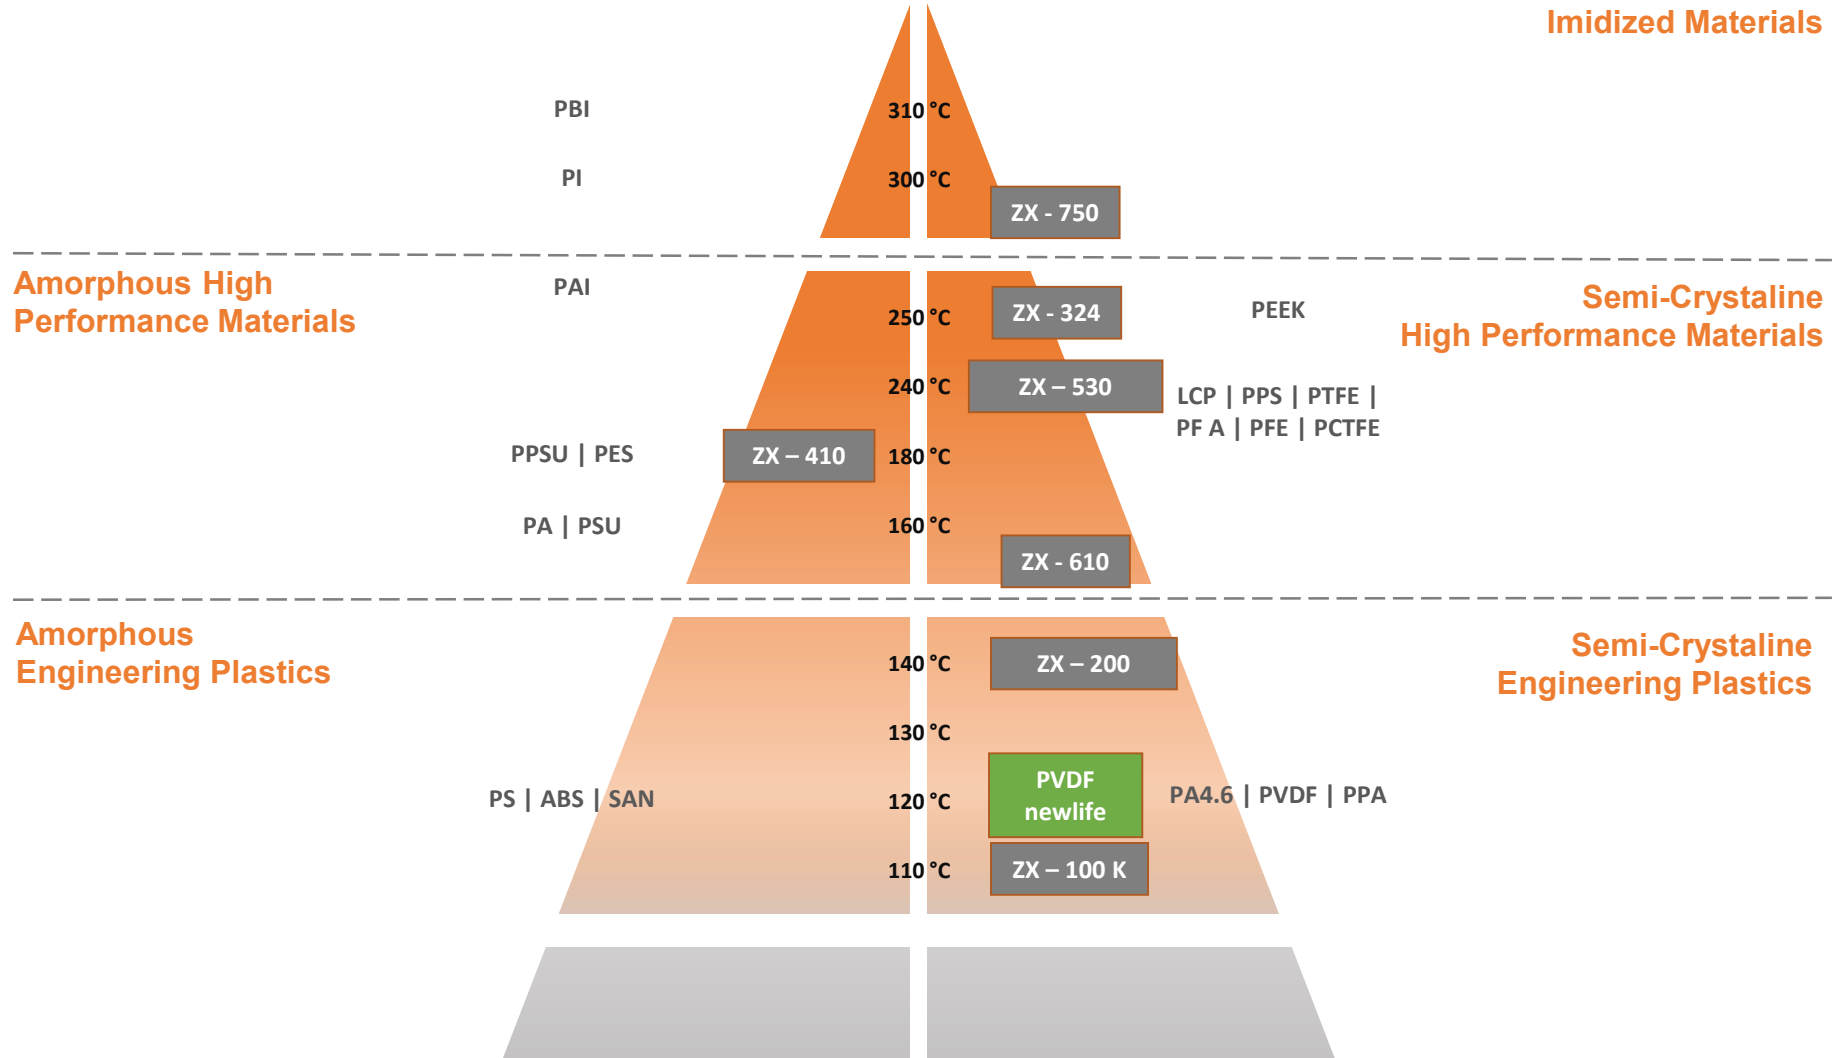 Imidized Materials
PBI
310 °C
PI
300 °C
ZX - 750
Amorphous High
Performance Materials
PAI
250 °C
ZX - 324
PEEK
Semi-Crystaline
High Performance Materials
240 °C
ZX – 530
LCP | PPS | PTFE |
PF A | PFE | PCTFE
PPSU | PES
ZX – 410
180 °C
PA | PSU
160 °C
ZX - 610
Amorphous
Engineering Plastics
140 °C
ZX – 200
Semi-Crystaline
Engineering Plastics
130 °C
PS | ABS | SAN
120 °C
PVDF
newlife
PA4.6 | PVDF | PPA
110 °C
ZX – 100 K